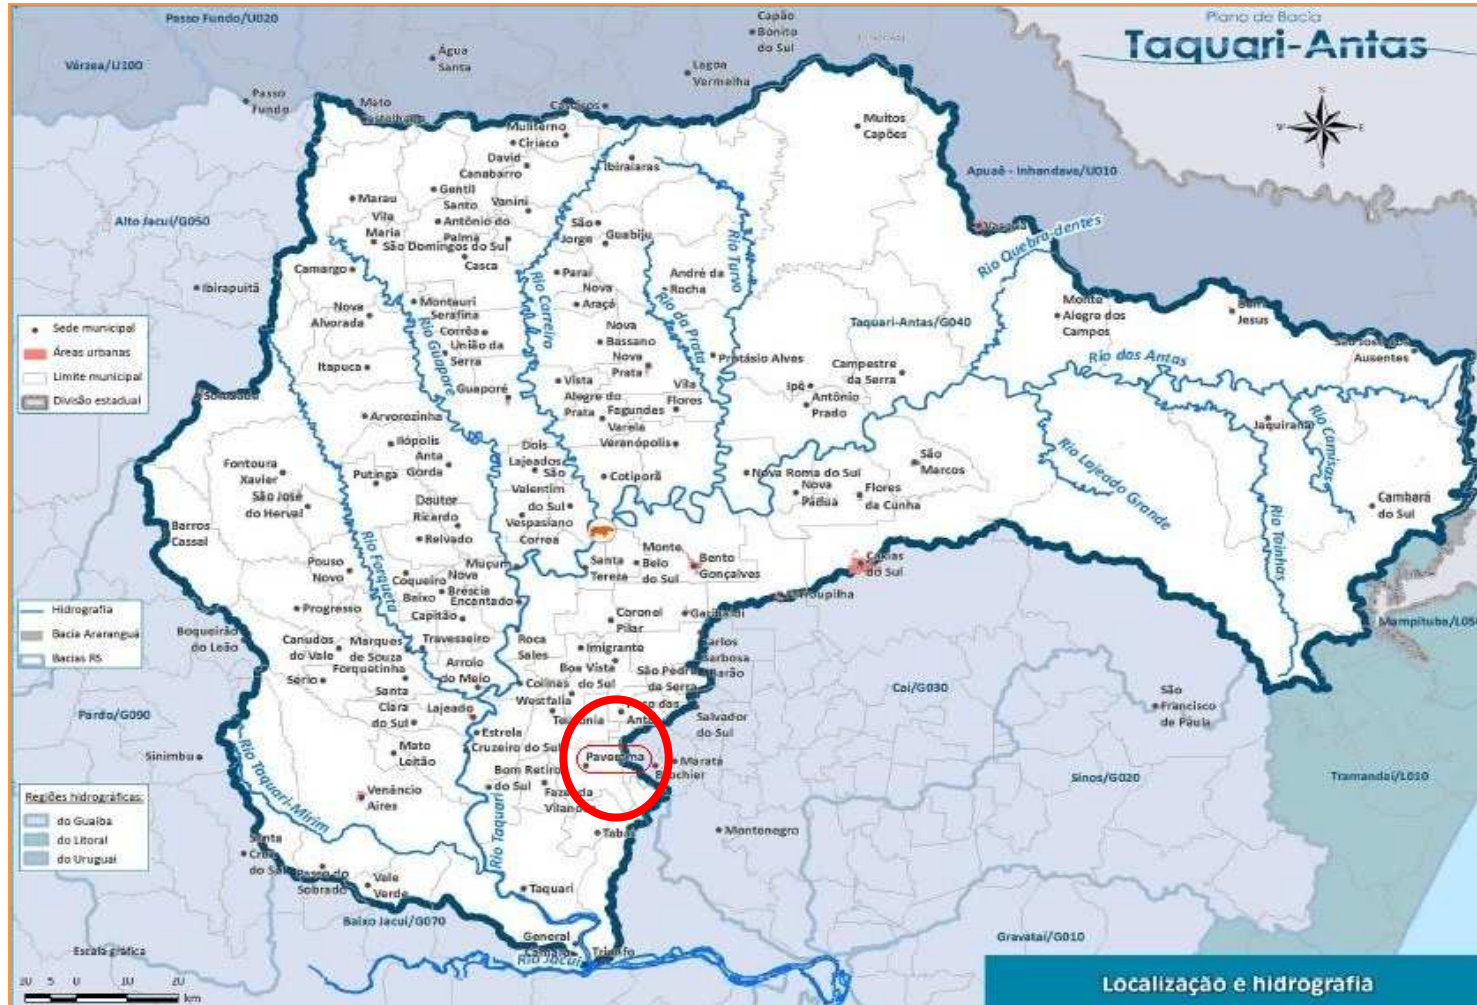 Plano de Bacia
Taquari-Antas
N
W
E
S
Passo Fundo/U020
Várzea/U100
Água
Santa
Capão
Bonito
do Sul
Lagoa
Vermelha
Passo
Fundo
Mato
Muliterno
Ciríaco
David
Canabarro
Ibiraiaras
Muitos
Capões
Apuaê - Inhandava/U010
Gentil
Marau
Santo
Antônio do
Palma
Vanini
Vila
Maria
São Domingos do Sul
Casca
São
Jorge
Guabiju
Rio Turvo
Rio Quebra-dentes
Alto Jacuí/G050
Camargo
Ibirapuitã
Paraí
Nova
Araçá
André da
Rocha
Rio Carreiro
Rio da Prata
Nova
Alvorada
Montauri
Serafina
Corrêa
União da
Serra
Rio Guaporé
Nova
Bassano
Nova
Prata
Taquari-Antas/G040
Monte
Alegre dos
Campos
Bom
Jesus
Ausentes
Sede municipal
Áreas urbanas
Limite municipal
Divisão estadual
Itapuca
Guaporé
Vista
Alegre do
Prata
Protásio Alves
Vila
Flores
Campestre
da Serra
Ipê
Antônio
Prado
Rio das Antas
Arvorezinha
Fagundes
Varela
Veranópolis
Jaquirana
Rio Camisas
Ilópolis
Anta
Gorda
Putinga
Dois
Lajeados
São
Valentim
do Sul
Cotiporã
Nova Roma do Sul
Nova
Pádua
Flores
da Cunha
São
Marcos
Rio Lajeado Grande
Rio Tainhas
Cambará
do Sul
Fontoura
Xavier
São José
do Herval
Doutor
Ricardo
Relvado
Vespasiano
Correa
Barros
Cassal
Rio Forqueta
Pouso
Novo
Muçum
Santa
Tereza
Monte
Belo
do Sul
Bento
Gonçalves
Caxias
do Sul
Coqueiro
Baixo
Nova
Bréscia
Encantado
Capitão
Progresso
Hidrografia
Bacia Araranguá
Bacias RS
Boqueirão
do Leão
Canudos
do Vale
Marques
de Souza
Travesseiro
Roca
Sales
Coronel
Pilar
Garibaldi
Imigrante
Carlos
Barbosa
Barão
Forquetinha
Sério
Arroio
do Meio
Colinas
Boa Vista
do Sul
São Pedro
da Serra
Westfalia
Salvador
do Sul
Caí/G030
São
Francisco
de Paula
Pardo/G090
Santa
Clara
do Sul
Lajeado
Estrela
Cruzeiro do Sul
Sinimbu
Mato
Leitão
Bom Retiro
do Sul
Maratá
Sinos/G020
Tramandaí/L010
Rio Taquari-Mirim
Venâncio
Aires
Rio Taquari
Montenegro
Regiões hidrográficas:
do Guaíba
do Litoral
do Uruguai
Passo do
Sobrado
Vale
Verde
Taquari
Baixo Jacuí/G070
General
Triunfo
Rio Jacuí
Gravataí/G010
Escala gráfica
10 5 0 10 20
km
Localização e hidrografia